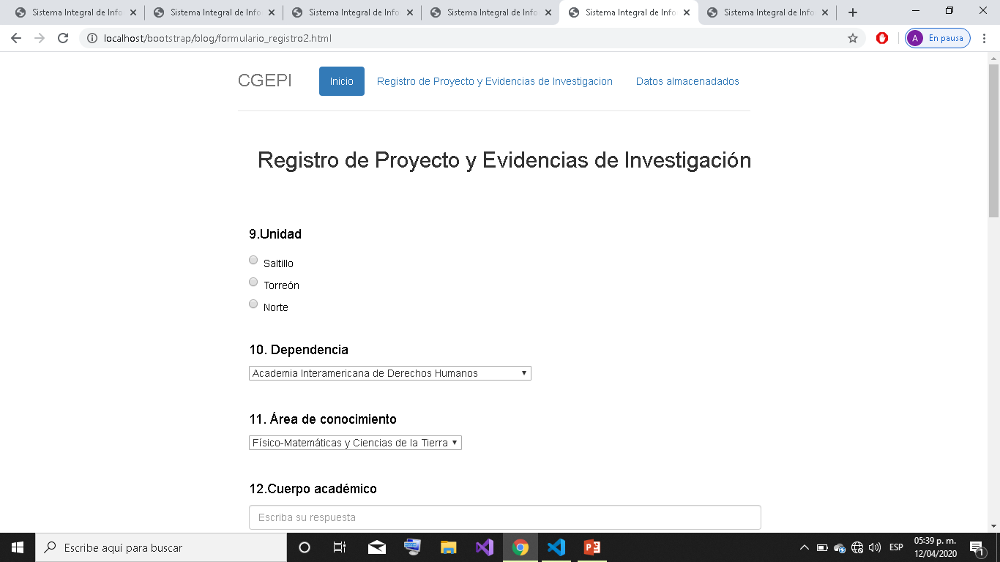 Sistema Integral de Info
Sistema Integral de Info
Sistema Integral de Info
Sistema Integral de Info
Sistema Integral de Info
Sistema Integral de Info
localhost/bootstrap/blog/formulario_registro2.html
A En pausa
CGEPI Inicio Registro de Proyecto y Evidencias de Investigacion Datos almacenadados
Registro de Proyecto y Evidencias de Investigación
9.Unidad
Saltillo
Torreón
Norte
10. Dependencia
Academia Interamericana de Derechos Humanos
11. Área de conocimiento
Físico-Matemáticas y Ciencias de la Tierra
12.Cuerpo académico
Escriba su respuesta
Escribe aquí para buscar
ESP
05:39 p. m.
12/04/2020
1